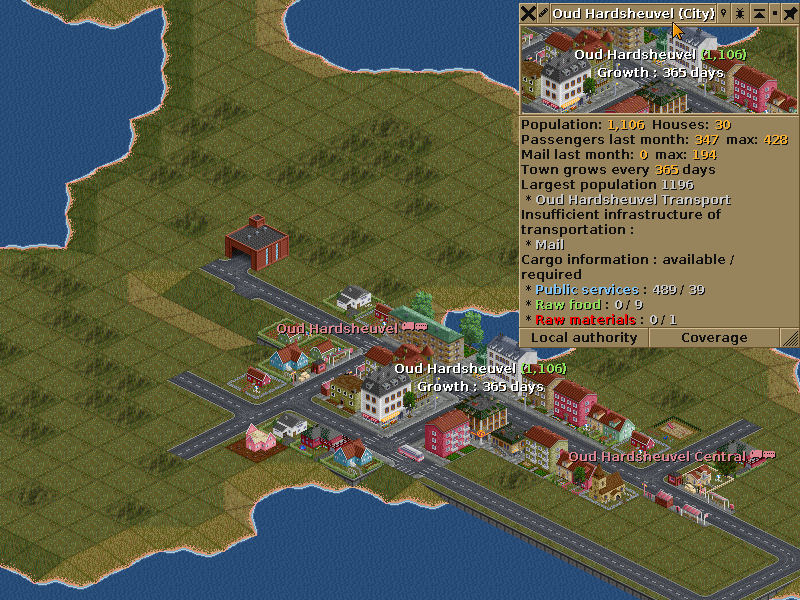 Oud Hardsheuvel (City)
Oud Hardsheuvel (1,106)
Growth : 365 days
Population: 1,106 Houses: 30
Passengers last month: 347 max: 428
Mail last month: 0 max: 194
Town grows every 365 days
Largest population 1196
* Oud Hardsheuvel Transport
Insufficient infrastructure of
transportation :
* Mail
Cargo information : available /
required
* Public services : 489 / 39
* Raw food : 0 / 9
* Raw materials : 0 / 1
Local authority Coverage
Oud Hardsheuvel
Oud Hardsheuvel (1,106)
Growth : 365 days
Oud Hardsheuvel Central